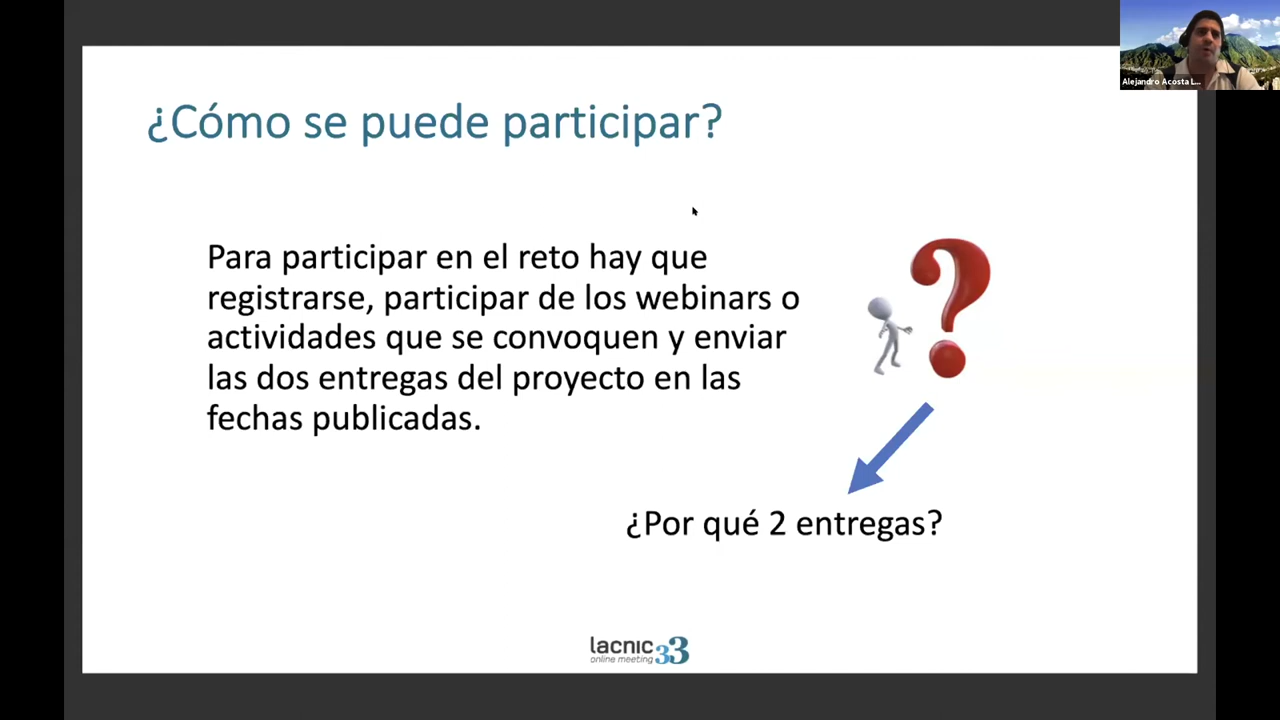 ¿Cómo se puede participar?
Para participar en el reto hay que
registrarse, participar de los webinars o
actividades que se convoquen y enviar
las dos entregas del proyecto en las
fechas publicadas.
¿Por qué 2 entregas?
lacnic 33
online meeting
Alejandro Acosta L...